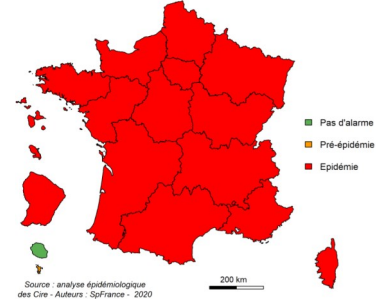 Pas d'alarme
Pré-épidémie
Epidémie
200 km
Source : analyse épidémiologique
des Cire - Auteurs : SpFrance - 2020